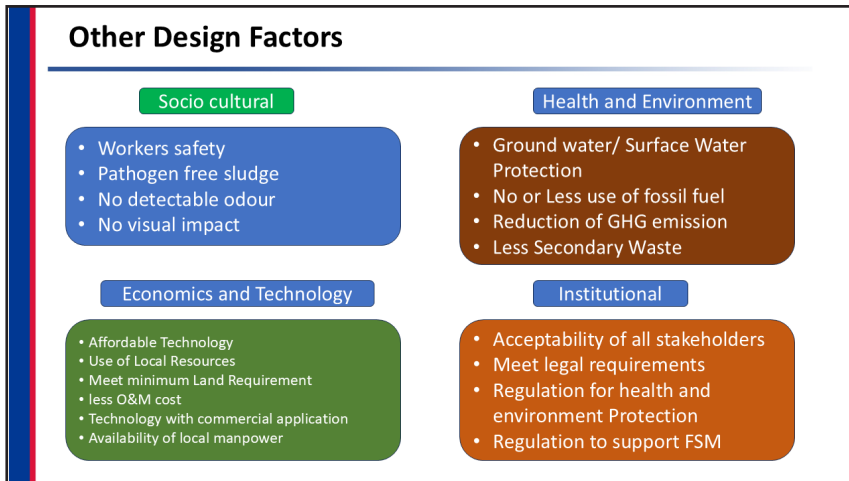 Other Design Factors
Socio cultural
• Workers safety
• Pathogen free sludge
• No detectable odour
• No visual impact
Health and Environment
• Ground water/ Surface Water
Protection
• No or Less use of fossil fuel
• Reduction of GHG emission
• Less Secondary Waste
Economics and Technology
• Affordable Technology
• Use of Local Resources
• Meet minimum Land Requirement
• less O&M cost
• Technology with commercial application
• Availability of local manpower
Institutional
• Acceptability of all stakeholders
• Meet legal requirements
• Regulation for health and
environment Protection
• Regulation to support FSM